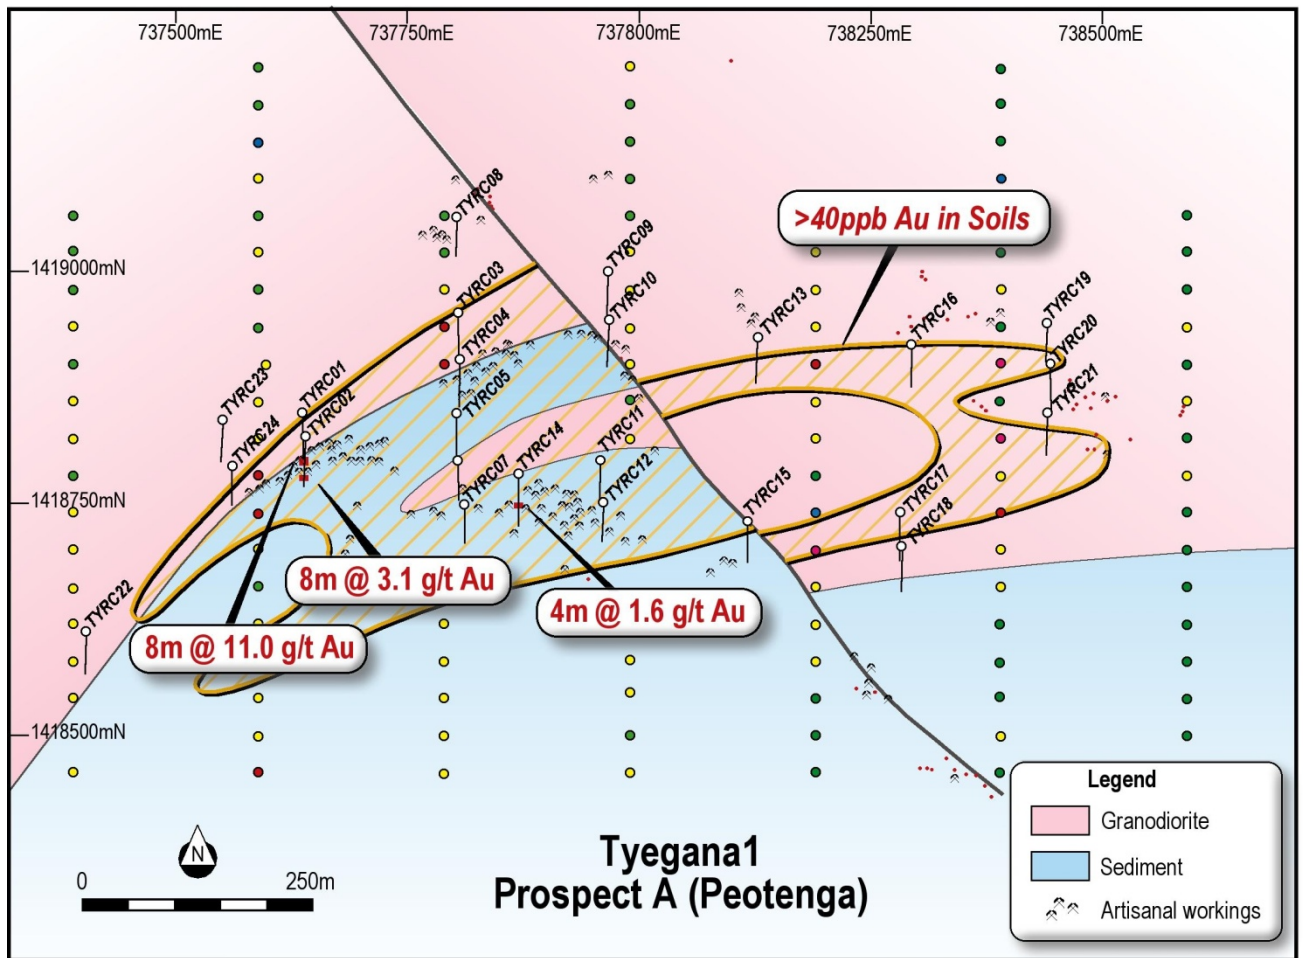 737500mE
737750mE
737800mE
738250mE
738500mE
TYRC08
>40ppb Au in Soils
TYRC09
1419000mN
TYRC03
TYRC10
TYRC13
TYRC16
TYRC19
TYRC04
TYRC20
TYRC23
TYRC01
TYRC05
TYRC21
TYRC02
TYRC24
TYRC14
TYRC11
1418750mN
TYRC07
TYRC12
TYRC15
TYRC17
TYRC18
8m @ 3.1 g/t Au
4m @ 1.6 g/t Au
TYRC22
8m @ 11.0 g/t Au
1418500mN
Legend
Granodiorite
Sediment
Artisanal workings
N
0
250m
Tyegana1
Prospect A (Peotenga)